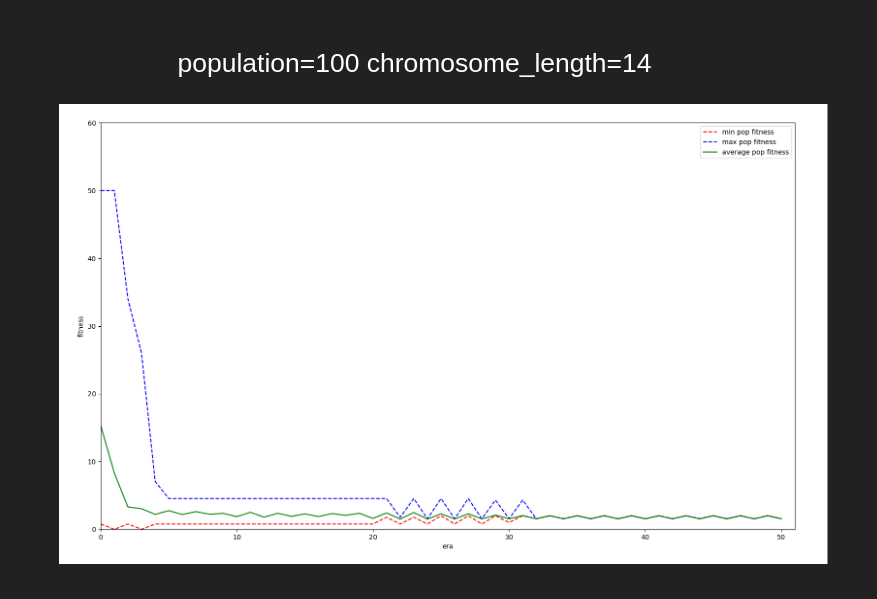 population=100 chromosome_length=14
60
min pop fitness
max pop fitness
average pop fitness
50
40
30
20
10
0
fitness
0 10 20 30 40 50
era